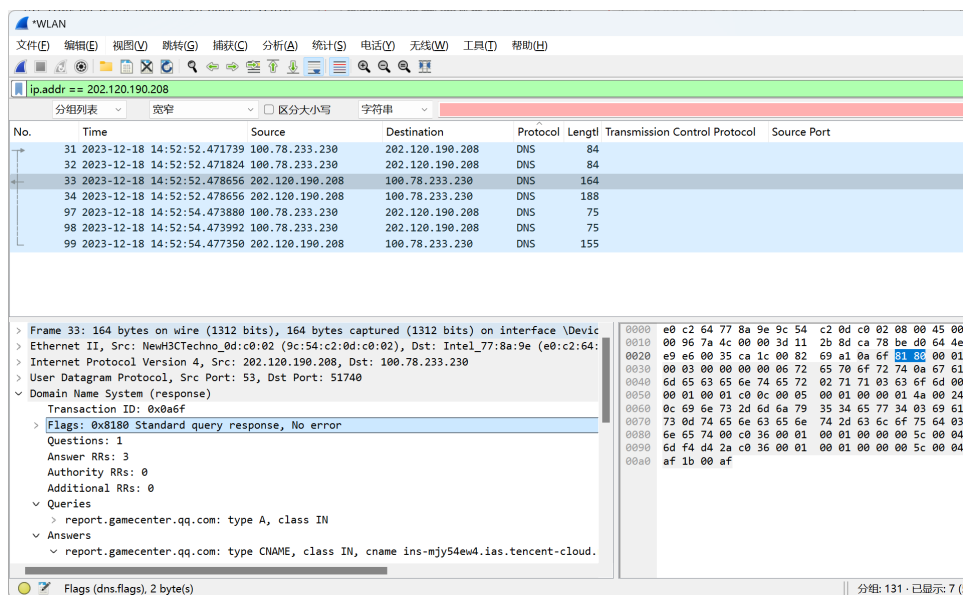 *WLAN
文件(F) 编辑(E) 视图(V) 跳转(G) 捕获(C) 分析(A) 统计(S) 电话(Y) 无线(W) 工具(T) 帮助(H)
ip.addr == 202.120.190.208
分组列表 宽窄 区分大小写 字符串
No. Time Source Destination Protocol Lengtl Transmission Control Protocol Source Port
31 2023-12-18 14:52:52.471739 100.78.233.230 202.120.190.208 DNS 84
32 2023-12-18 14:52:52.471824 100.78.233.230 202.120.190.208 DNS 84
33 2023-12-18 14:52:52.478656 202.120.190.208 100.78.233.230 DNS 164
34 2023-12-18 14:52:52.478656 202.120.190.208 100.78.233.230 DNS 188
97 2023-12-18 14:52:54.473880 100.78.233.230 202.120.190.208 DNS 75
98 2023-12-18 14:52:54.473992 100.78.233.230 202.120.190.208 DNS 75
99 2023-12-18 14:52:54.477350 202.120.190.208 100.78.233.230 DNS 155
Frame 33: 164 bytes on wire (1312 bits), 164 bytes captured (1312 bits) on interface \Devic
Ethernet II, Src: NewH3CTechno_0d:c0:02 (9c:54:c2:0d:c0:02), Dst: Intel_77:8a:9e (e0:c2:64:
Internet Protocol Version 4, Src: 202.120.190.208, Dst: 100.78.233.230
User Datagram Protocol, Src Port: 53, Dst Port: 51740
Domain Name System (response)
Transaction ID: 0x0a6f
Flags: 0x8180 Standard query response, No error
Questions: 1
Answer RRs: 3
Authority RRs: 0
Additional RRs: 0
Queries
report.gamecenter.qq.com: type A, class IN
Answers
report.gamecenter.qq.com: type CNAME, class IN, cname ins-mjy54ew4.ias.tencent-cloud.
0000 e0 c2 64 77 8a 9e 9c 54 c2 0d c0 02 08 00 45 00
0010 00 96 7a 4c 00 00 3d 11 2b 8d ca 78 be d0 64 4e
0020 e9 e6 00 35 ca 1c 00 82 69 a1 0a 6f 81 80 00 01
0030 00 03 00 00 00 00 06 72 65 70 6f 72 74 0a 67 61
0040 6d 65 63 65 6e 74 65 72 02 71 71 03 63 6f 6d 00
0050 00 01 00 01 c0 0c 00 05 00 01 00 00 01 4a 00 24
0060 0c 69 6e 73 2d 6d 6a 79 35 34 65 77 34 03 69 61
0070 73 0d 74 65 6e 63 65 6e 74 2d 63 6c 6f 75 64 03
0080 6e 65 74 00 c0 36 00 01 00 01 00 00 00 5c 00 04
0090 6d f4 d4 2a c0 36 00 01 00 01 00 00 00 5c 00 04
00a0 af 1b 00 af
Flags (dns.flags), 2 byte(s)
分组: 131 · 已显示: 7 (